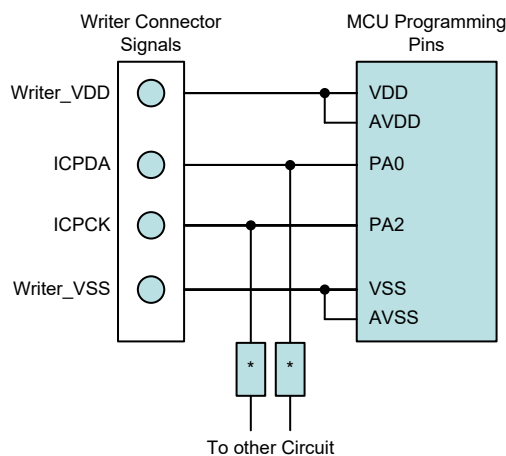 Writer Connector
Signals
MCU Programming
Pins
Writer_VDD
VDD
AVDD
ICPDA
PA0
ICPCK
PA2
Writer_VSS
VSS
AVSS
*
*
To other Circuit